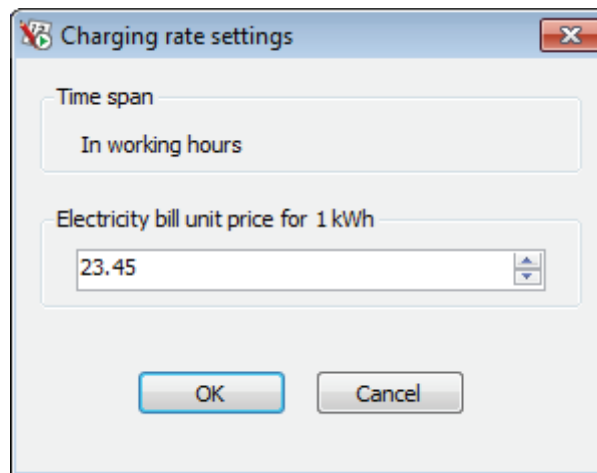 Charging rate settings
Time span
In working hours
Electricity bill unit price for 1 kWh
23.45
OK
Cancel